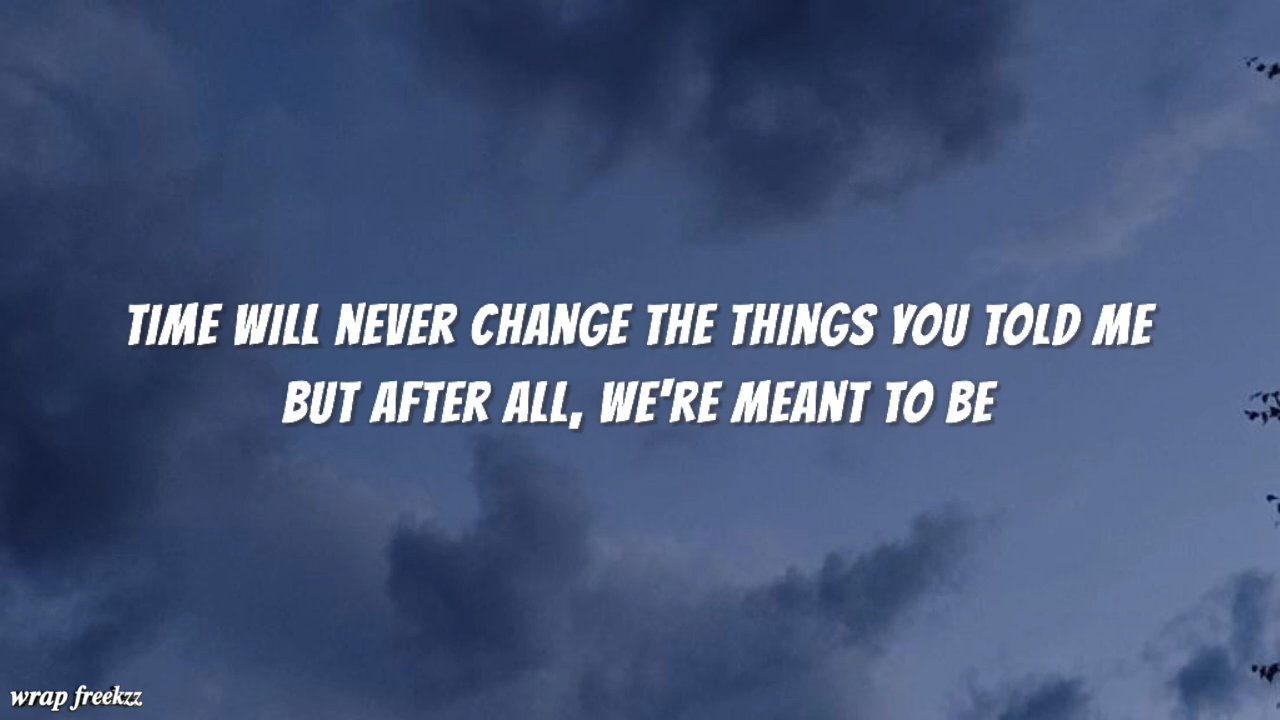 TIME WILL NEVER CHANGE THE THINGS YOU TOLD ME
BUT AFTER ALL, WE'RE MEANT TO BE
wrap freekzz